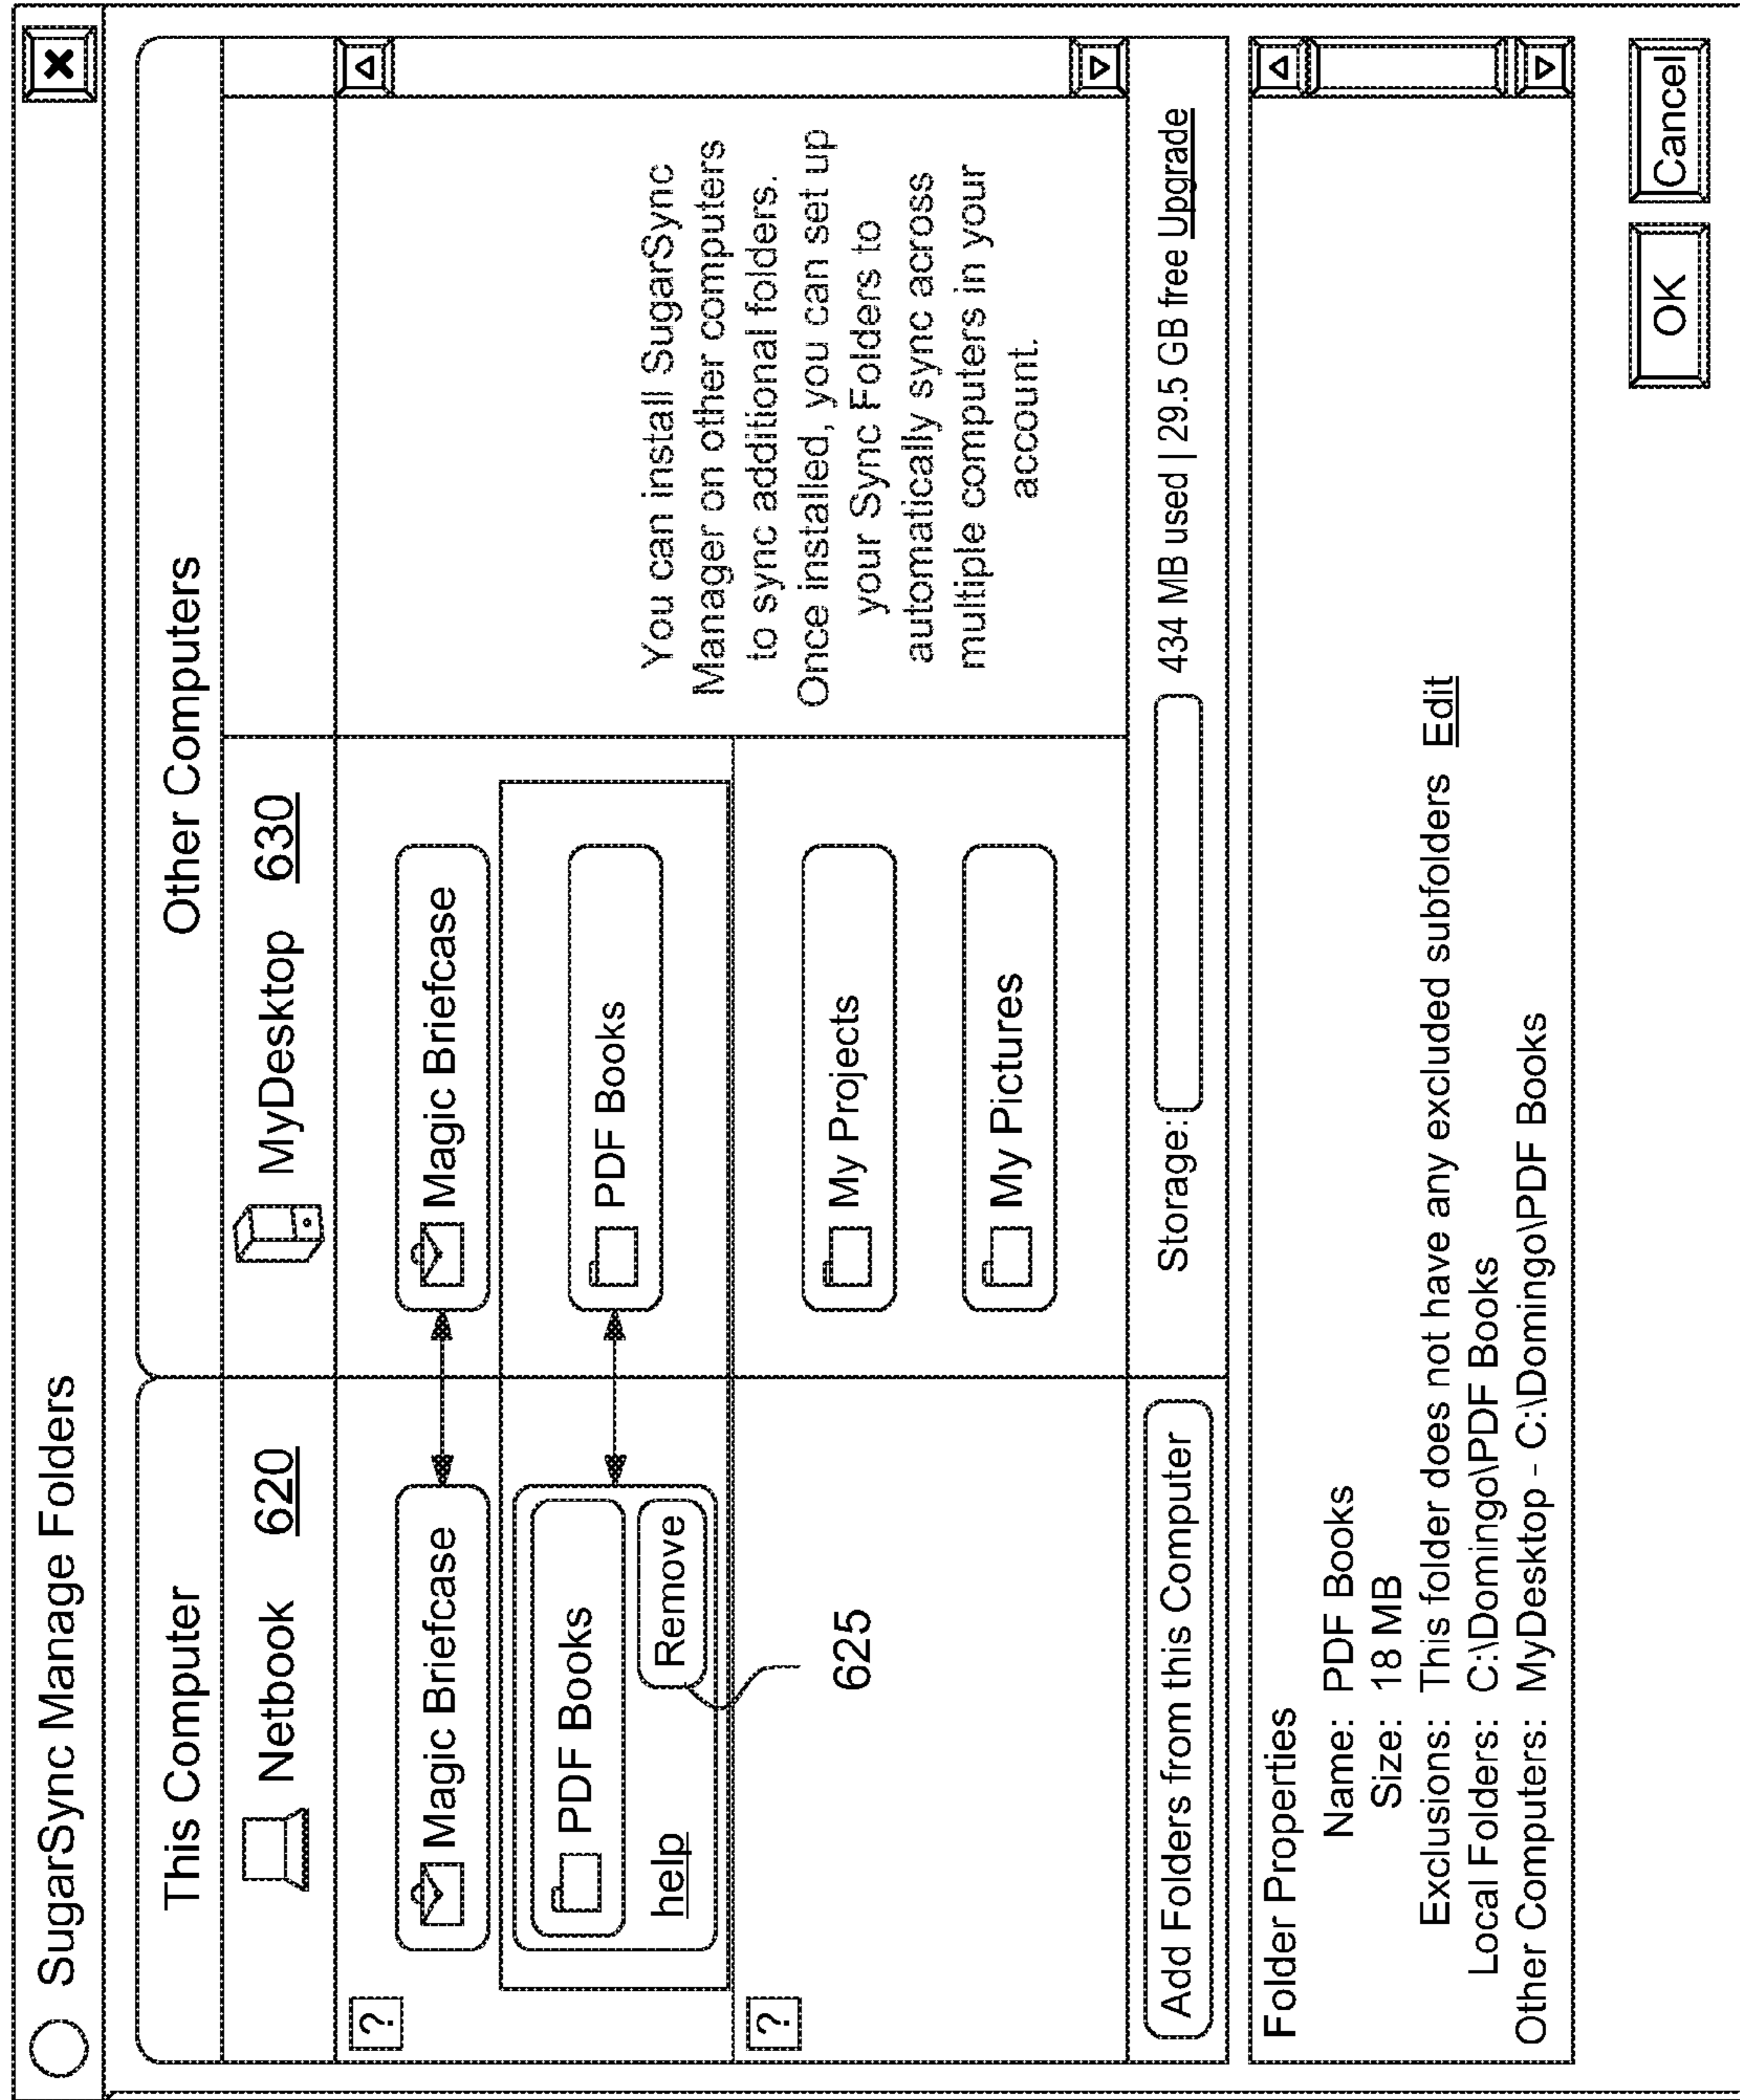 SugarSync Manage Folders
This Computer
Other Computers
Netbook 620
MyDesktop 630
?
Magic Briefcase
Magic Briefcase
PDF Books
PDF Books
help
Remove
625
You can install SugarSync
Manager on other computers
to sync additional folders.
Once installed, you can set up
your Sync Folders to
automatically sync across
multiple computers in your
account.
?
My Projects
My Pictures
Add Folders from this Computer
Storage: 434 MB used | 29.5 GB free Upgrade
Folder Properties
Name: PDF Books
Size: 18 MB
Exclusions: This folder does not have any excluded subfolders Edit
Local Folders: C:\Domingo\PDF Books
Other Computers: MyDesktop - C:\Domingo\PDF Books
OK
Cancel